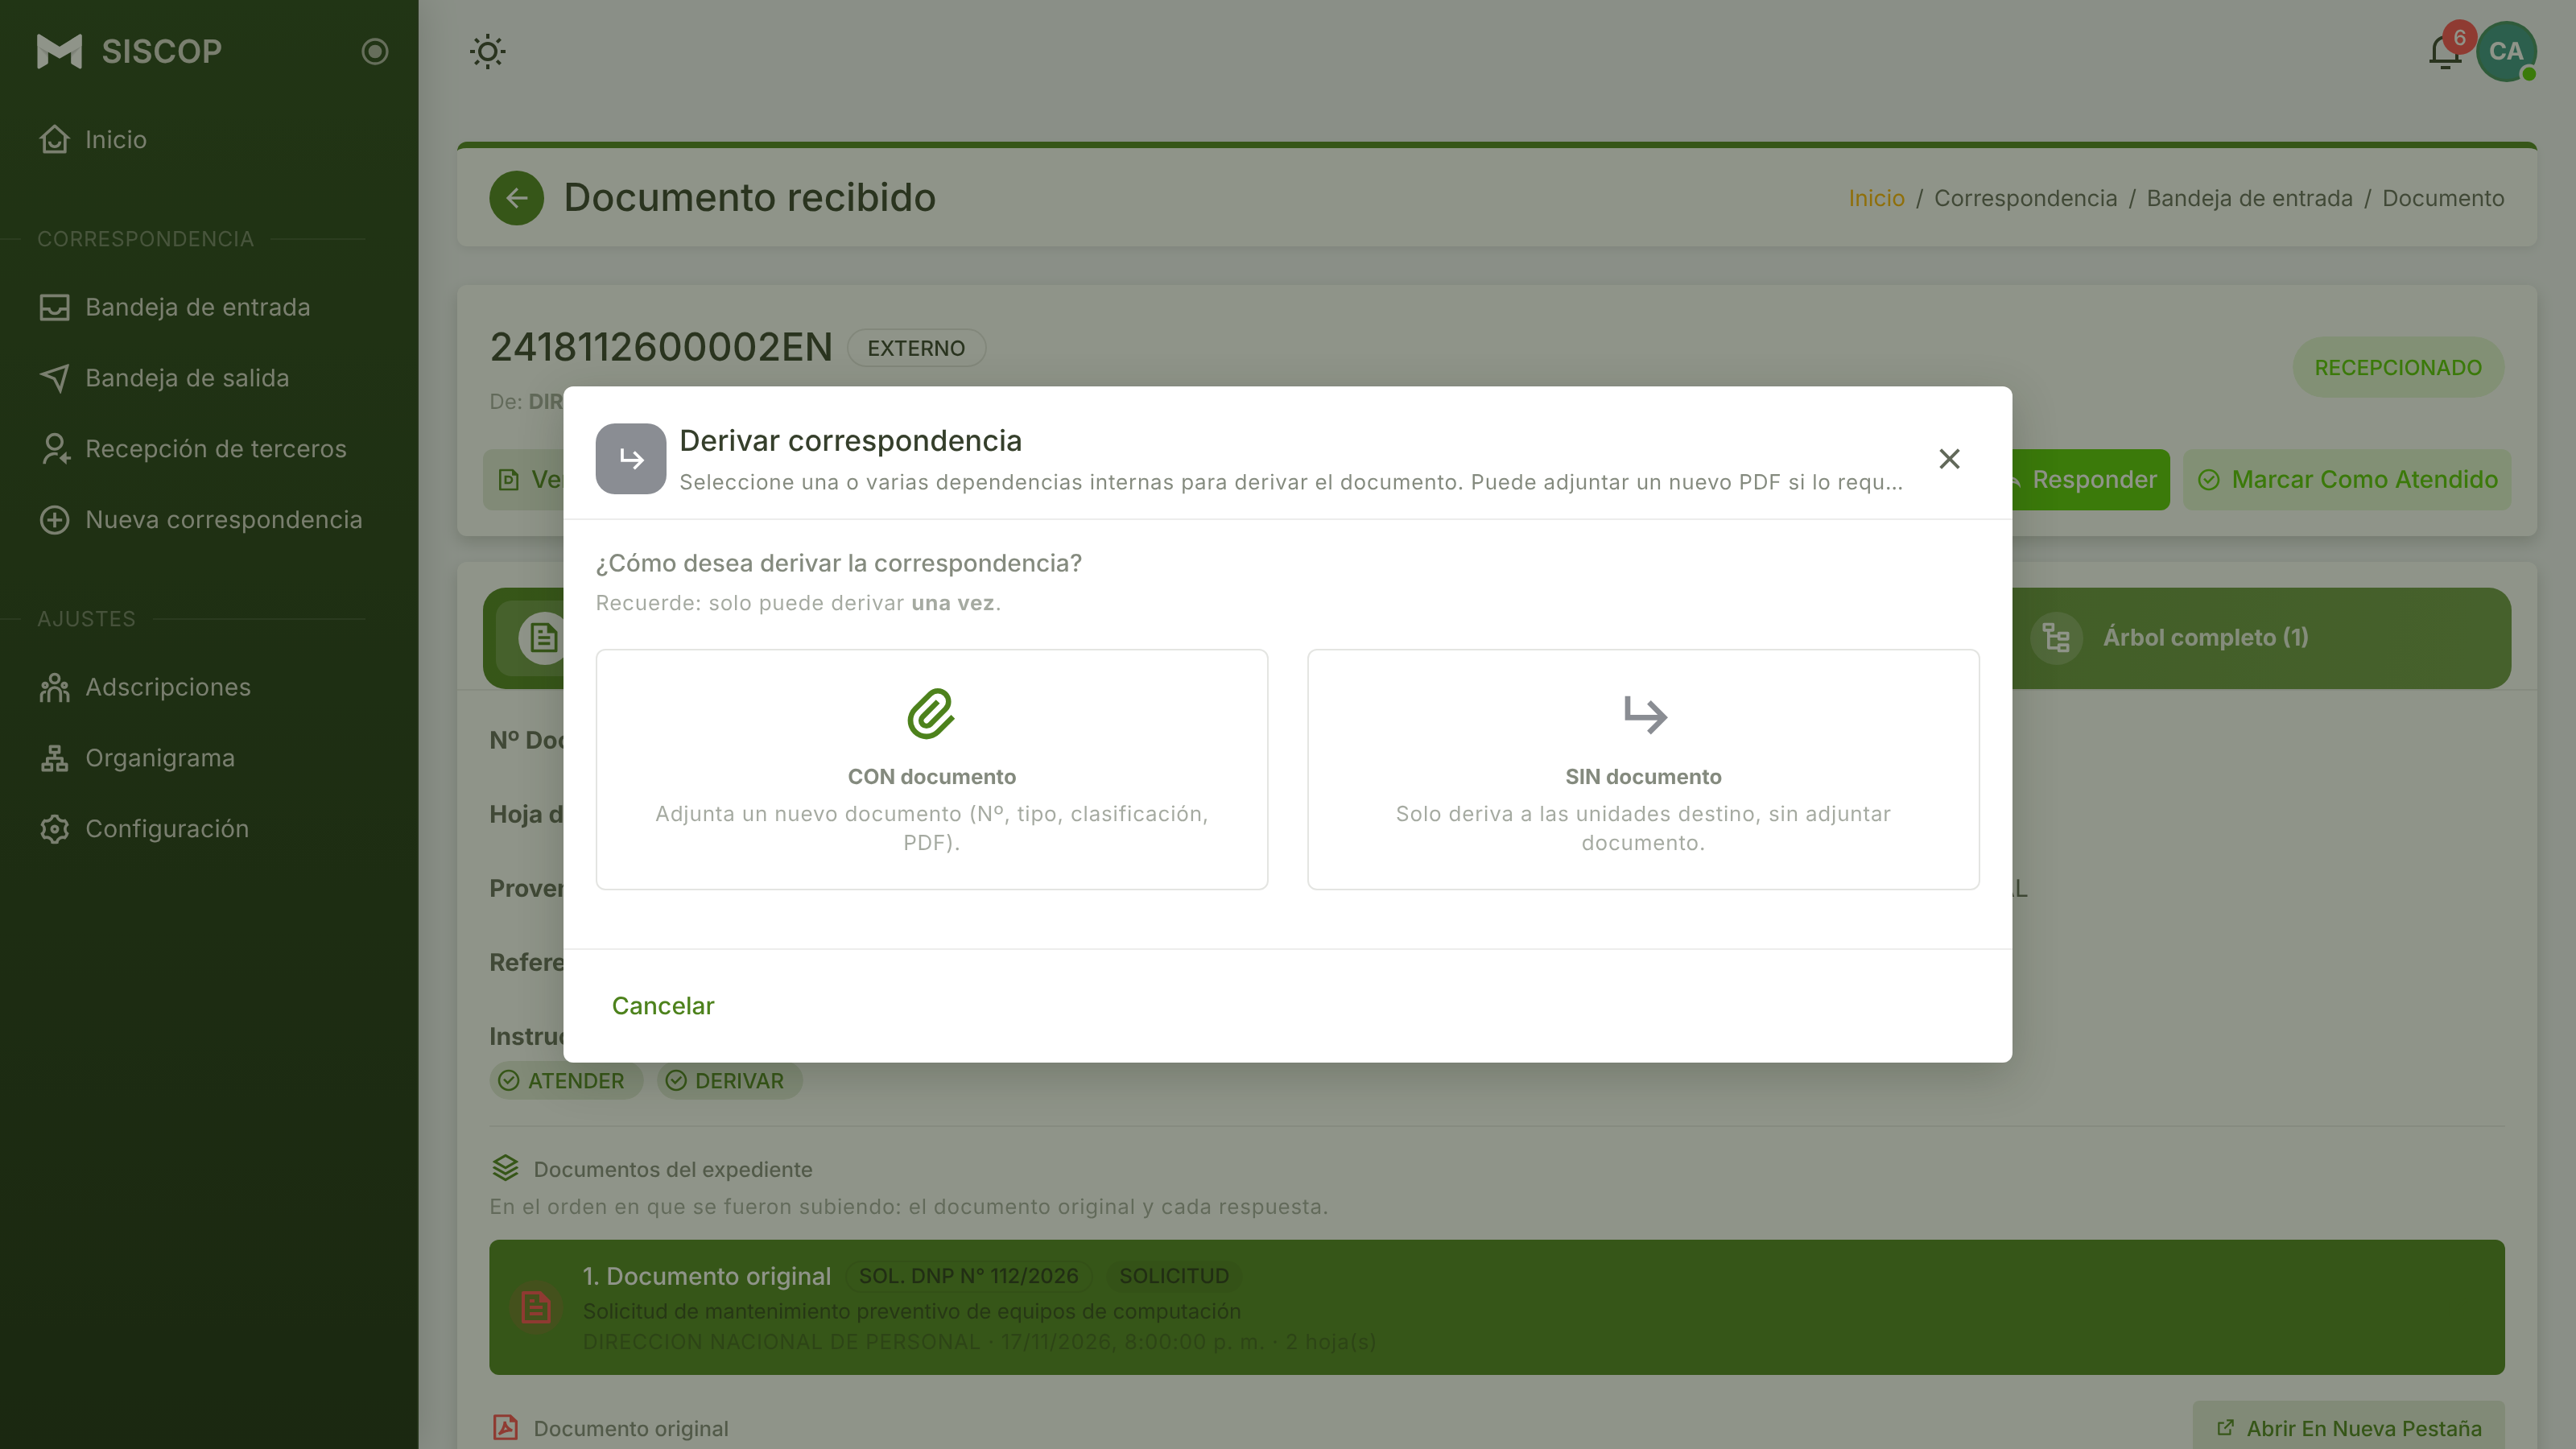 SISCOP
6
CA
Inicio
CORRESPONDENCIA
Bandeja de entrada
Bandeja de salida
Recepción de terceros
Nueva correspondencia
AJUSTES
Adscripciones
Organigrama
Configuración
Documento recibido
Inicio / Correspondencia / Bandeja de entrada / Documento
2418112600002EN EXTERNO
RECEPCIONADO
De:
Responder
Marcar Como Atendido
Árbol completo (1)
Derivar correspondencia
Seleccione una o varias dependencias internas para derivar el documento. Puede adjuntar un nuevo PDF si lo requ...
¿Cómo desea derivar la correspondencia?
Recuerde: solo puede derivar una vez.
CON documento
Adjunta un nuevo documento (Nº, tipo, clasificación,
PDF).
SIN documento
Solo deriva a las unidades destino, sin adjuntar
documento.
Cancelar
Nº
Hoja
ATENDER
DERIVAR
Documentos del expediente
En el orden en que se fueron subiendo: el documento original y cada respuesta.
1. Documento original SOL. DNP N° 112/2026 SOLICITUD
Solicitud de mantenimiento preventivo de equipos de computación
DIRECCION NACIONAL DE PERSONAL · 17/11/2026, 8:00:00 p. m. · 2 hoja(s)
Documento original
Abrir En Nueva Pestaña